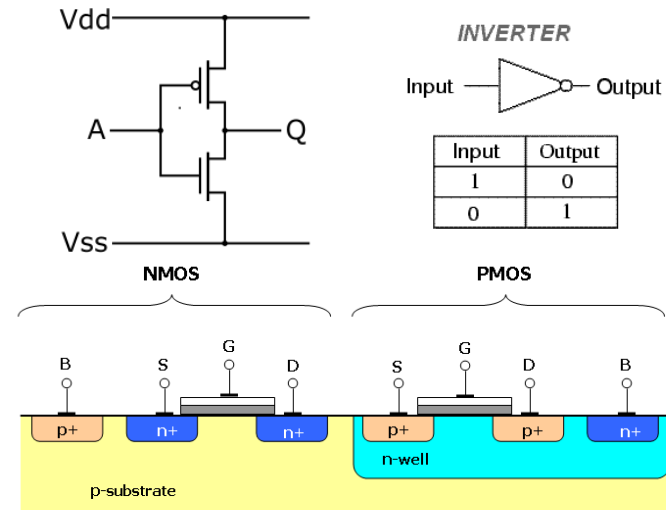 Vdd
INVERTER
Input
Output
A
Q
Input Output
1 0
0 1
Vss
NMOS
PMOS
B S G D S G D B
p+ n+ n+ p+ p+ n+
n-well
p-substrate